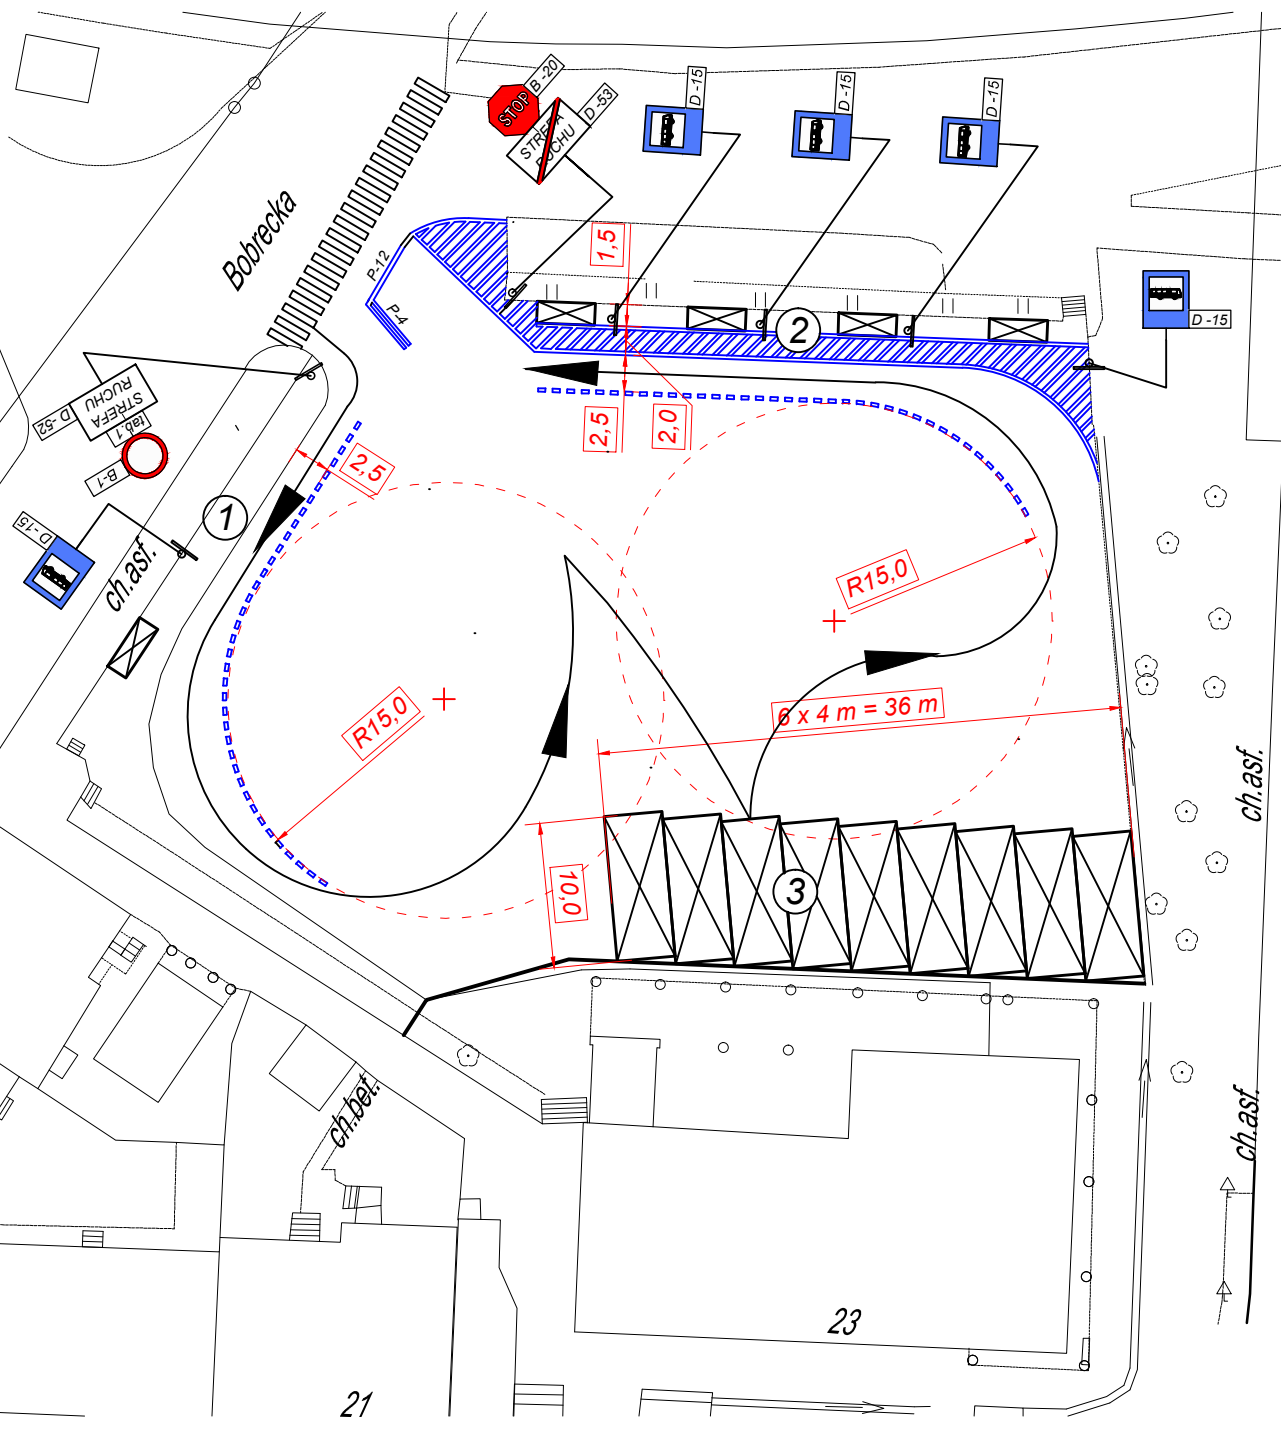 B -20
STOP
D -53
STREFA
RUCHU
D -15
D -15
D -15
Bobrecka
P-12
P-4
1,5
2
D -15
STREFA
RUCHU
D -52
tab.1
B-1
2,5
2,5
2,0
1
D -15
ch.asf.
R15,0
R15,0
6 x 4 m = 36 m
ch.asf.
10,0
3
ch.bet.
ch.asf.
23
21